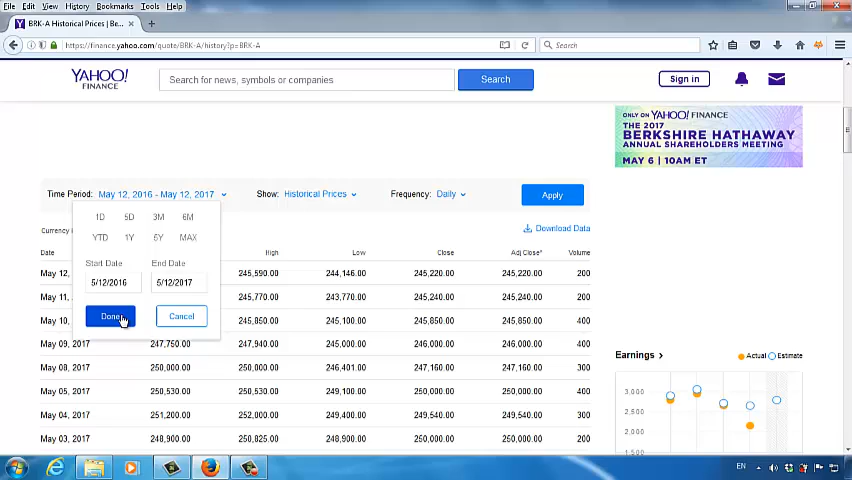 File Edit View History Bookmarks Tools Help
BRK-A Historical Prices | Be...
https://finance.yahoo.com/quote/BRK-A/history?p=BRK-A
Search
YAHOO!
FINANCE
Search for news, symbols or companies
Search
Sign in
ONLY ON YAHOO! FINANCE
THE 2017
BERKSHIRE HATHAWAY
ANNUAL SHAREHOLDERS MEETING
MAY 6 | 10AM ET
Time Period: May 12, 2016 - May 12, 2017 Show: Historical Prices Frequency: Daily Apply
1D 5D 3M 6M
YTD 1Y 5Y MAX
Start Date End Date
5/12/2016 5/12/2017
Done Cancel
Currency i
Download Data
Date High Low Close Adj Close* Volume
May 12, 245,590.00 244,146.00 245,220.00 245,220.00 200
May 11, 245,770.00 243,770.00 245,240.00 245,240.00 200
May 10, 245,850.00 245,100.00 245,850.00 245,850.00 400
May 09, 2017 247,750.00 247,940.00 245,000.00 246,000.00 246,000.00 400
May 08, 2017 250,000.00 250,000.00 246,401.00 247,160.00 247,160.00 300
May 05, 2017 250,530.00 250,530.00 249,100.00 249,100.00 249,100.00 400
May 04, 2017 251,200.00 252,000.00 249,400.00 249,540.00 249,540.00 300
May 03, 2017 248,900.00 250,825.00 248,900.00 250,000.00 250,000.00 200
Earnings
Actual Estimate
3,000
2,500
2,000
1,500
EN